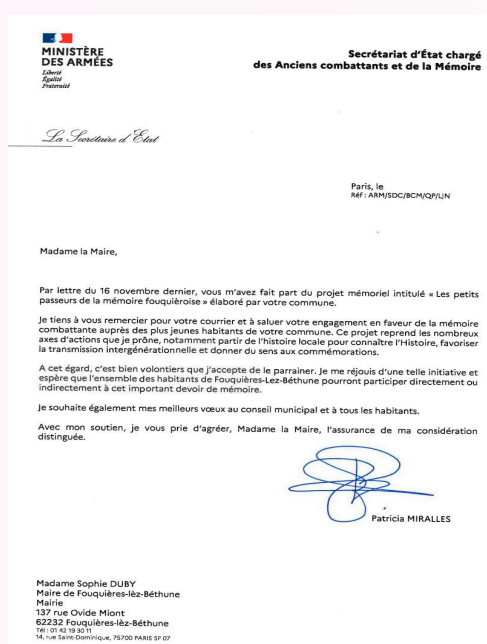 MINISTÈRE
DES ARMÉES
Liberté
Égalité
Fraternité
Secrétariat d'État chargé
des Anciens combattants et de la Mémoire
La Secrétaire d'État
Paris, le
Réf : ARM/SDC/BCM/QP/LJN
Madame la Maire,
Par lettre du 16 novembre dernier, vous m'avez fait part du projet mémoriel intitulé « Les petits
passeurs de la mémoire fouquièroise » élaboré par votre commune.
Je tiens à vous remercier pour votre courrier et à saluer votre engagement en faveur de la mémoire
combattante auprès des plus jeunes habitants de votre commune. Ce projet reprend les nombreux
axes d'actions que je prône, notamment partir de l'histoire locale pour connaître l'Histoire, favoriser
la transmission intergénérationnelle et donner du sens aux commémorations.
A cet égard, c'est bien volontiers que j'accepte de le parrainer. Je me réjouis d'une telle initiative et
espère que l'ensemble des habitants de Fouquières-Lez-Béthune pourront participer directement ou
indirectement à cet important devoir de mémoire.
Je souhaite également mes meilleurs vœux au conseil municipal et à tous les habitants.
Avec mon soutien, je vous prie d'agréer, Madame la Maire, l'assurance de ma considération
distinguée.
Patricia MIRALLES
Madame Sophie DUBY
Maire de Fouquières-lèz-Béthune
Mairie
137 rue Ovide Miont
62232 Fouquières-lèz-Béthune
Tél : 01 42 19 30 11
14, rue Saint-Dominique, 75700 PARIS SP 07